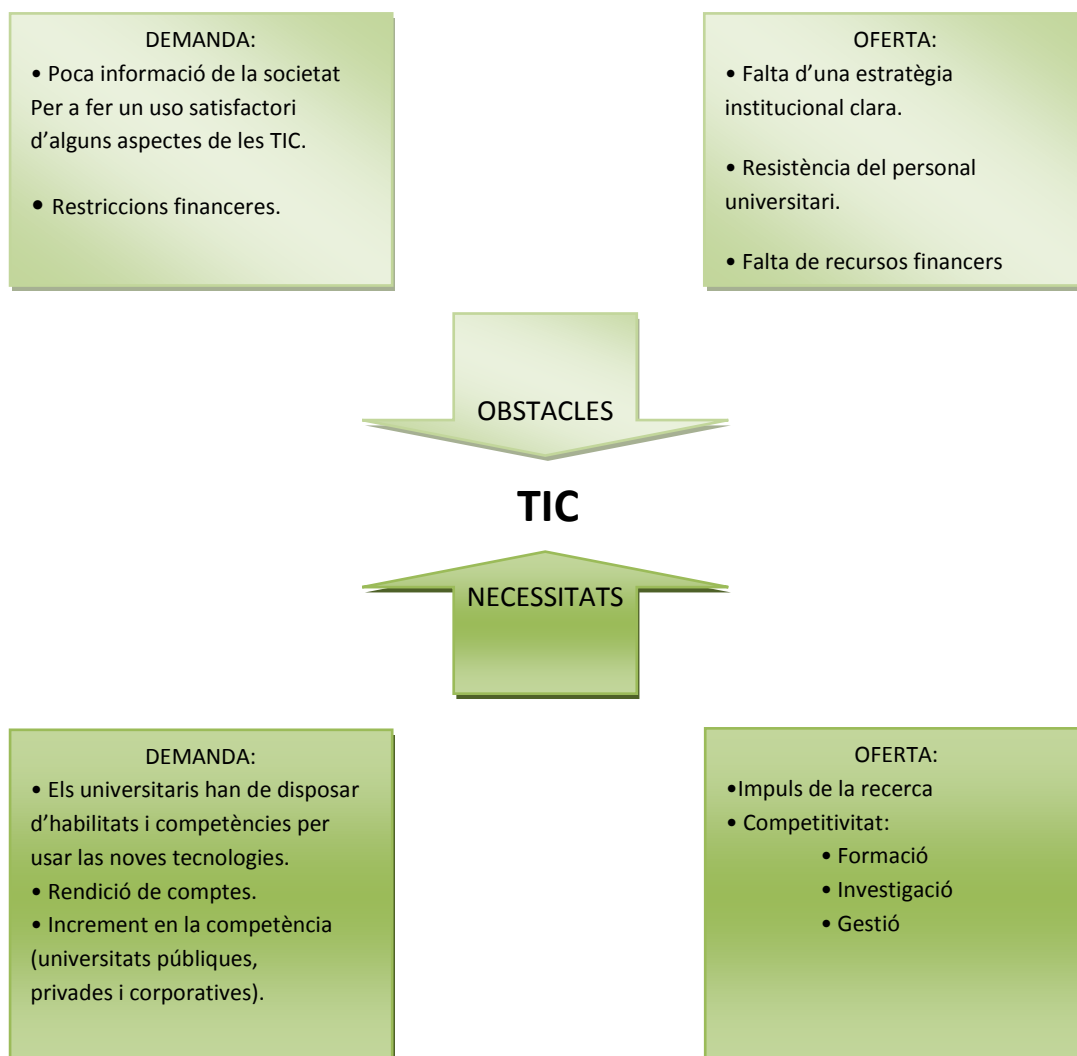 DEMANDA:
• Poca informació de la societat
Per a fer un uso satisfactori
d’alguns aspectes de les TIC.
• Restriccions financeres.
OFERTA:
• Falta d’una estratègia
institucional clara.
• Resistència del personal
universitari.
• Falta de recursos financers
OBSTACLES
TIC
NECESSITATS
DEMANDA:
• Els universitaris han de disposar
d’habilitats i competències per
usar las noves tecnologies.
• Rendició de comptes.
• Increment en la competència
(universitats públiques,
privades i corporatives).
OFERTA:
•Impuls de la recerca
• Competitivitat:
• Formació
• Investigació
• Gestió